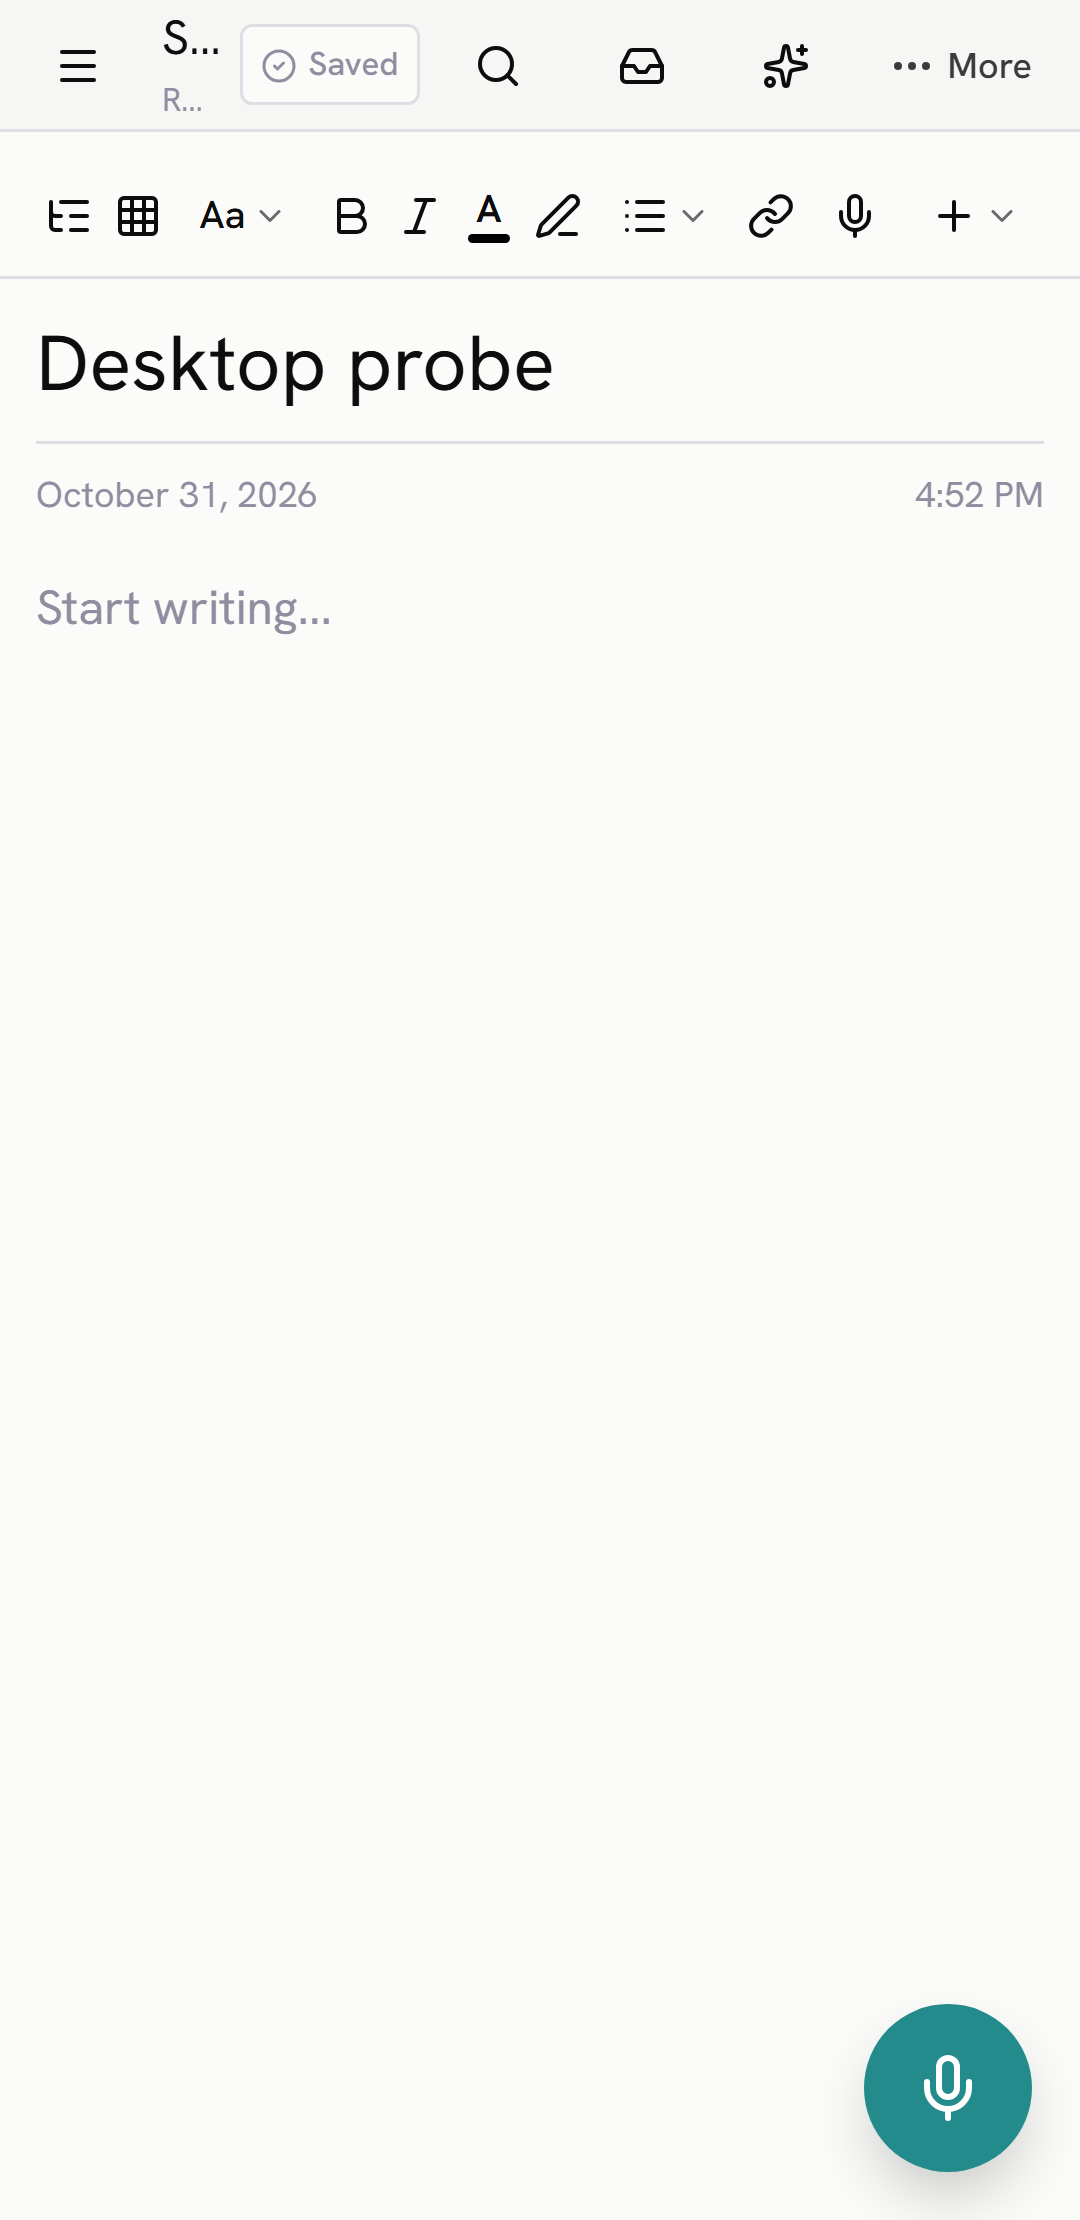 S...
R...
Saved
More
Aa
B I A
Desktop probe
October 31, 2026
4:52 PM
Start writing...